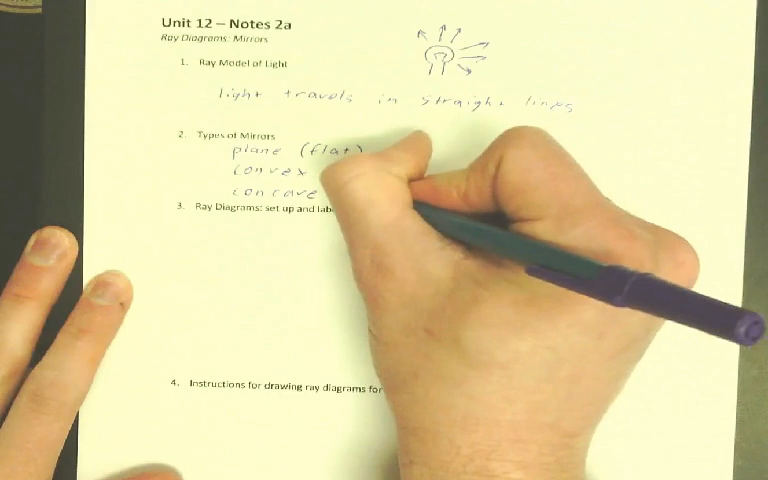 Unit 12 – Notes 2a
Ray Diagrams: Mirrors
1. Ray Model of Light
light travels in straight lines
2. Types of Mirrors
plane (flat)
convex
concave
3. Ray Diagrams: set up and
4. Instructions for drawing ray diagrams for